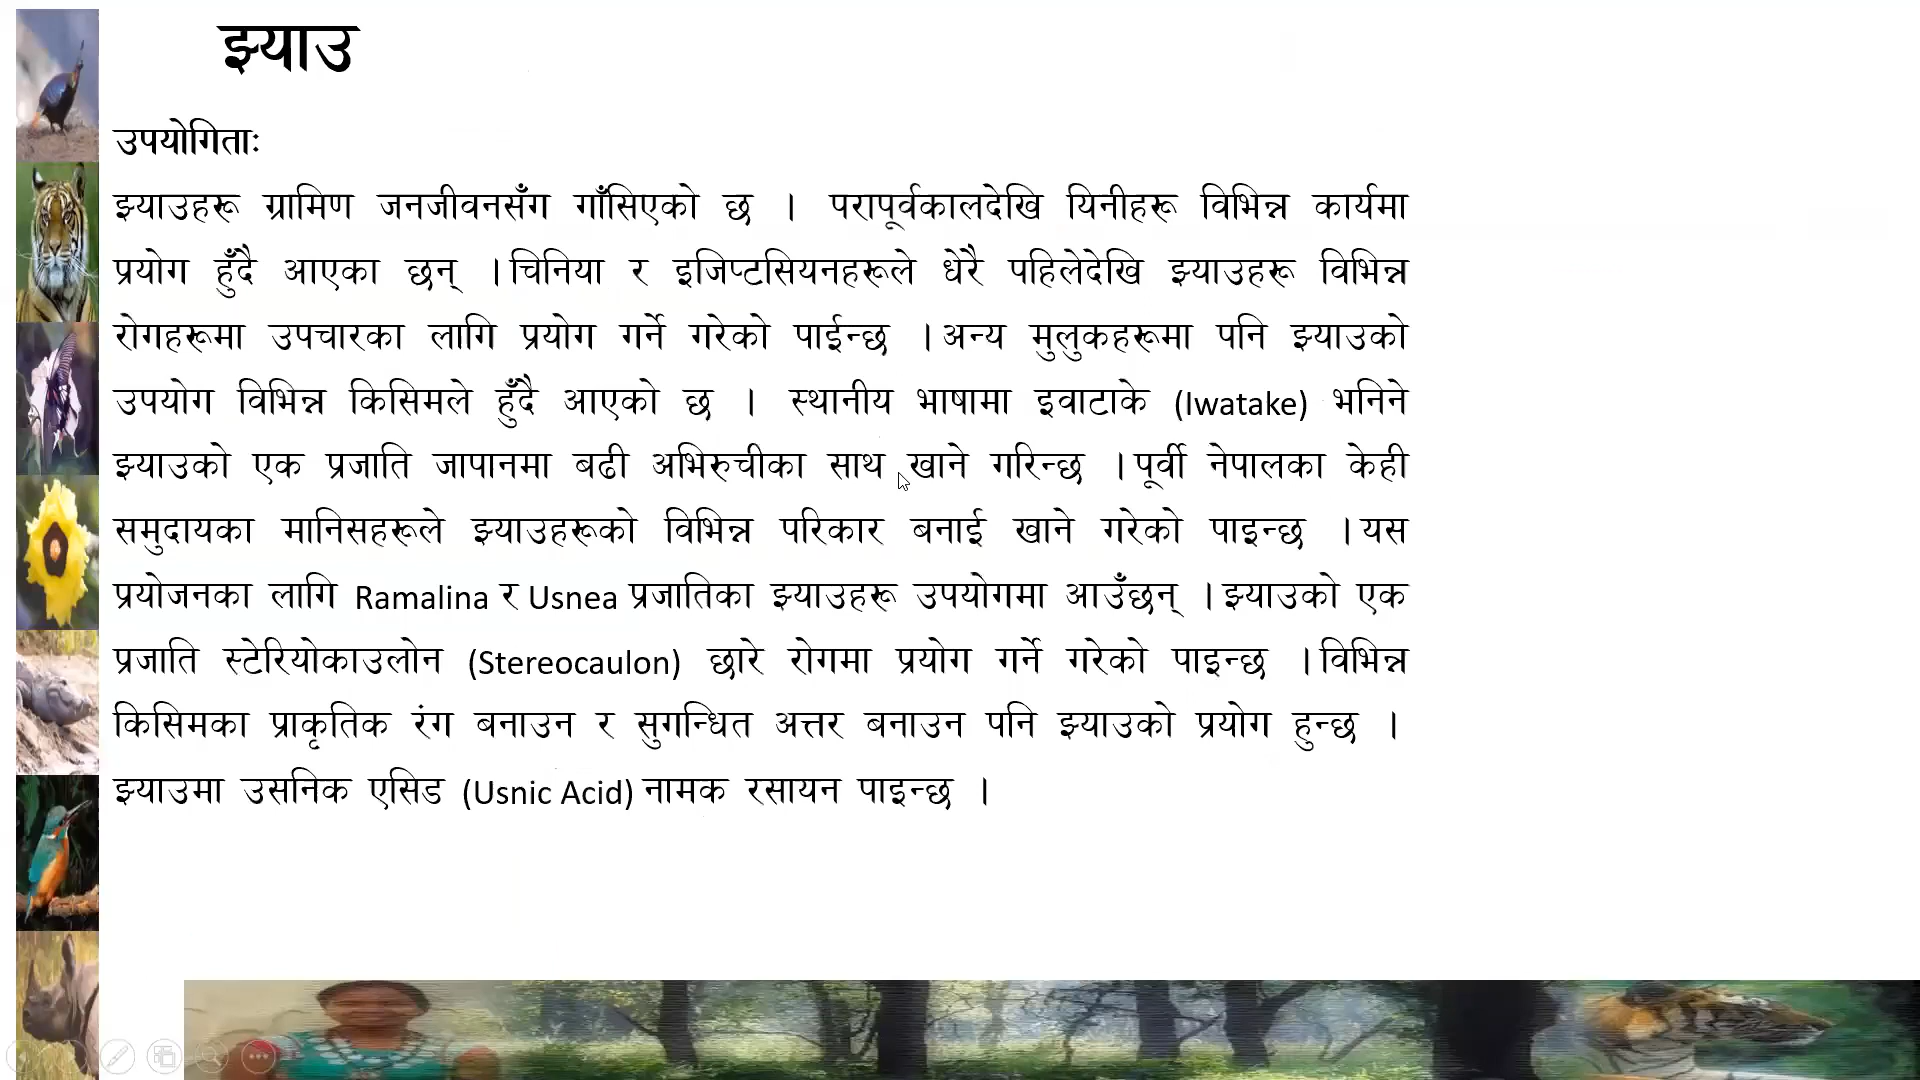 झ्याउ
उपयोगिताः
झ्याउहरू ग्रामिण जनजीवनसँग गाँसिएको छ । परापूर्वकालदेखि यिनीहरू विभिन्न कार्यमा
प्रयोग हुँदै आएका छन् । चिनिया र इजिप्टसियनहरूले धेरै पहिलेदेखि झ्याउहरू विभिन्न
रोगहरूमा उपचारका लागि प्रयोग गर्ने गरेको पाईन्छ । अन्य मुलुकहरूमा पनि झ्याउको
उपयोग विभिन्न किसिमले हुँदै आएको छ । स्थानीय भाषामा इवाटाके (Iwatake) भनिने
झ्याउको एक प्रजाति जापानमा बढी अभिरुचीका साथ खाने गरिन्छ । पूर्वी नेपालका केही
समुदायका मानिसहरूले झ्याउहरूको विभिन्न परिकार बनाई खाने गरेको पाइन्छ । यस
प्रयोजनका लागि Ramalina र Usnea प्रजातिका झ्याउहरू उपयोगमा आउँछन् । झ्याउको एक
प्रजाति स्टेरियोकाउलोन (Stereocaulon) छारे रोगमा प्रयोग गर्ने गरेको पाइन्छ । विभिन्न
किसिमका प्राकृतिक रंग बनाउन र सुगन्धित अत्तर बनाउन पनि झ्याउको प्रयोग हुन्छ ।
झ्याउमा उसनिक एसिड (Usnic Acid) नामक रसायन पाइन्छ ।